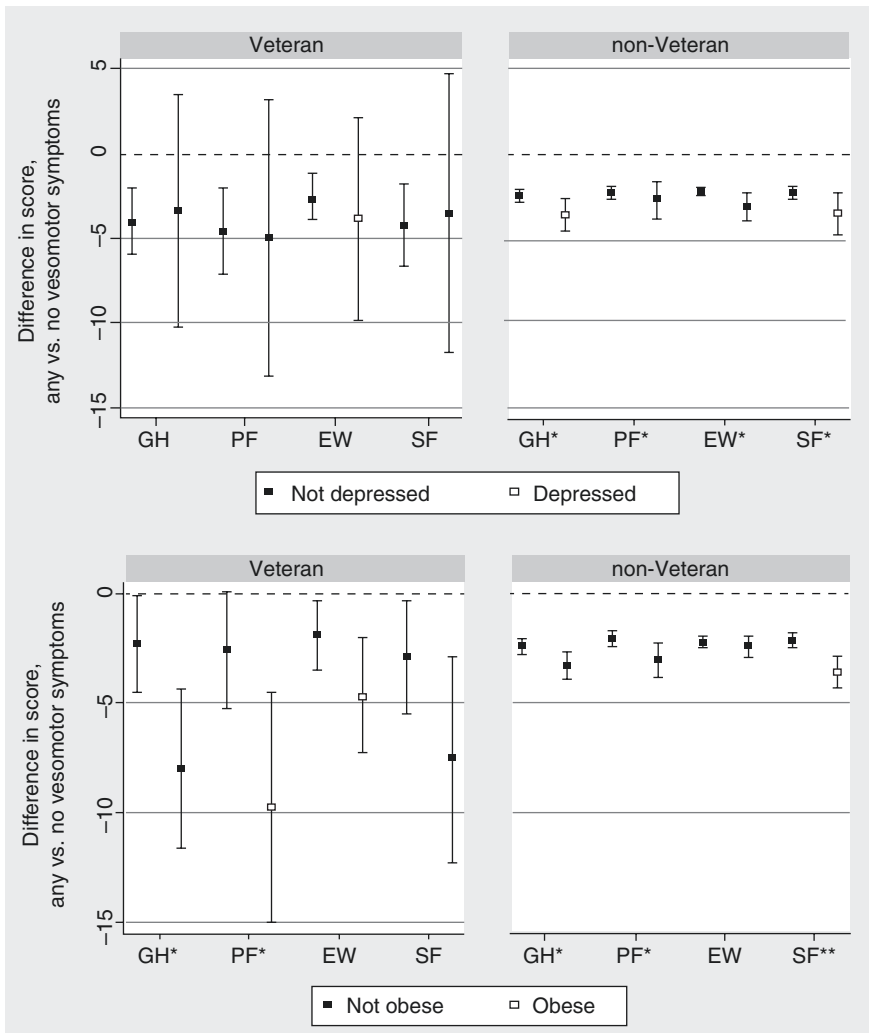 Veteran
non-Veteran
Difference in score,
any vs. no vesomotor symptoms
5
0
−5
−10
−15
GH PF EW SF
GH* PF* EW* SF*
Not depressed Depressed
Veteran
non-Veteran
Difference in score,
any vs. no vesomotor symptoms
0
−5
−10
−15
GH* PF* EW SF
GH* PF* EW SF**
Not obese Obese